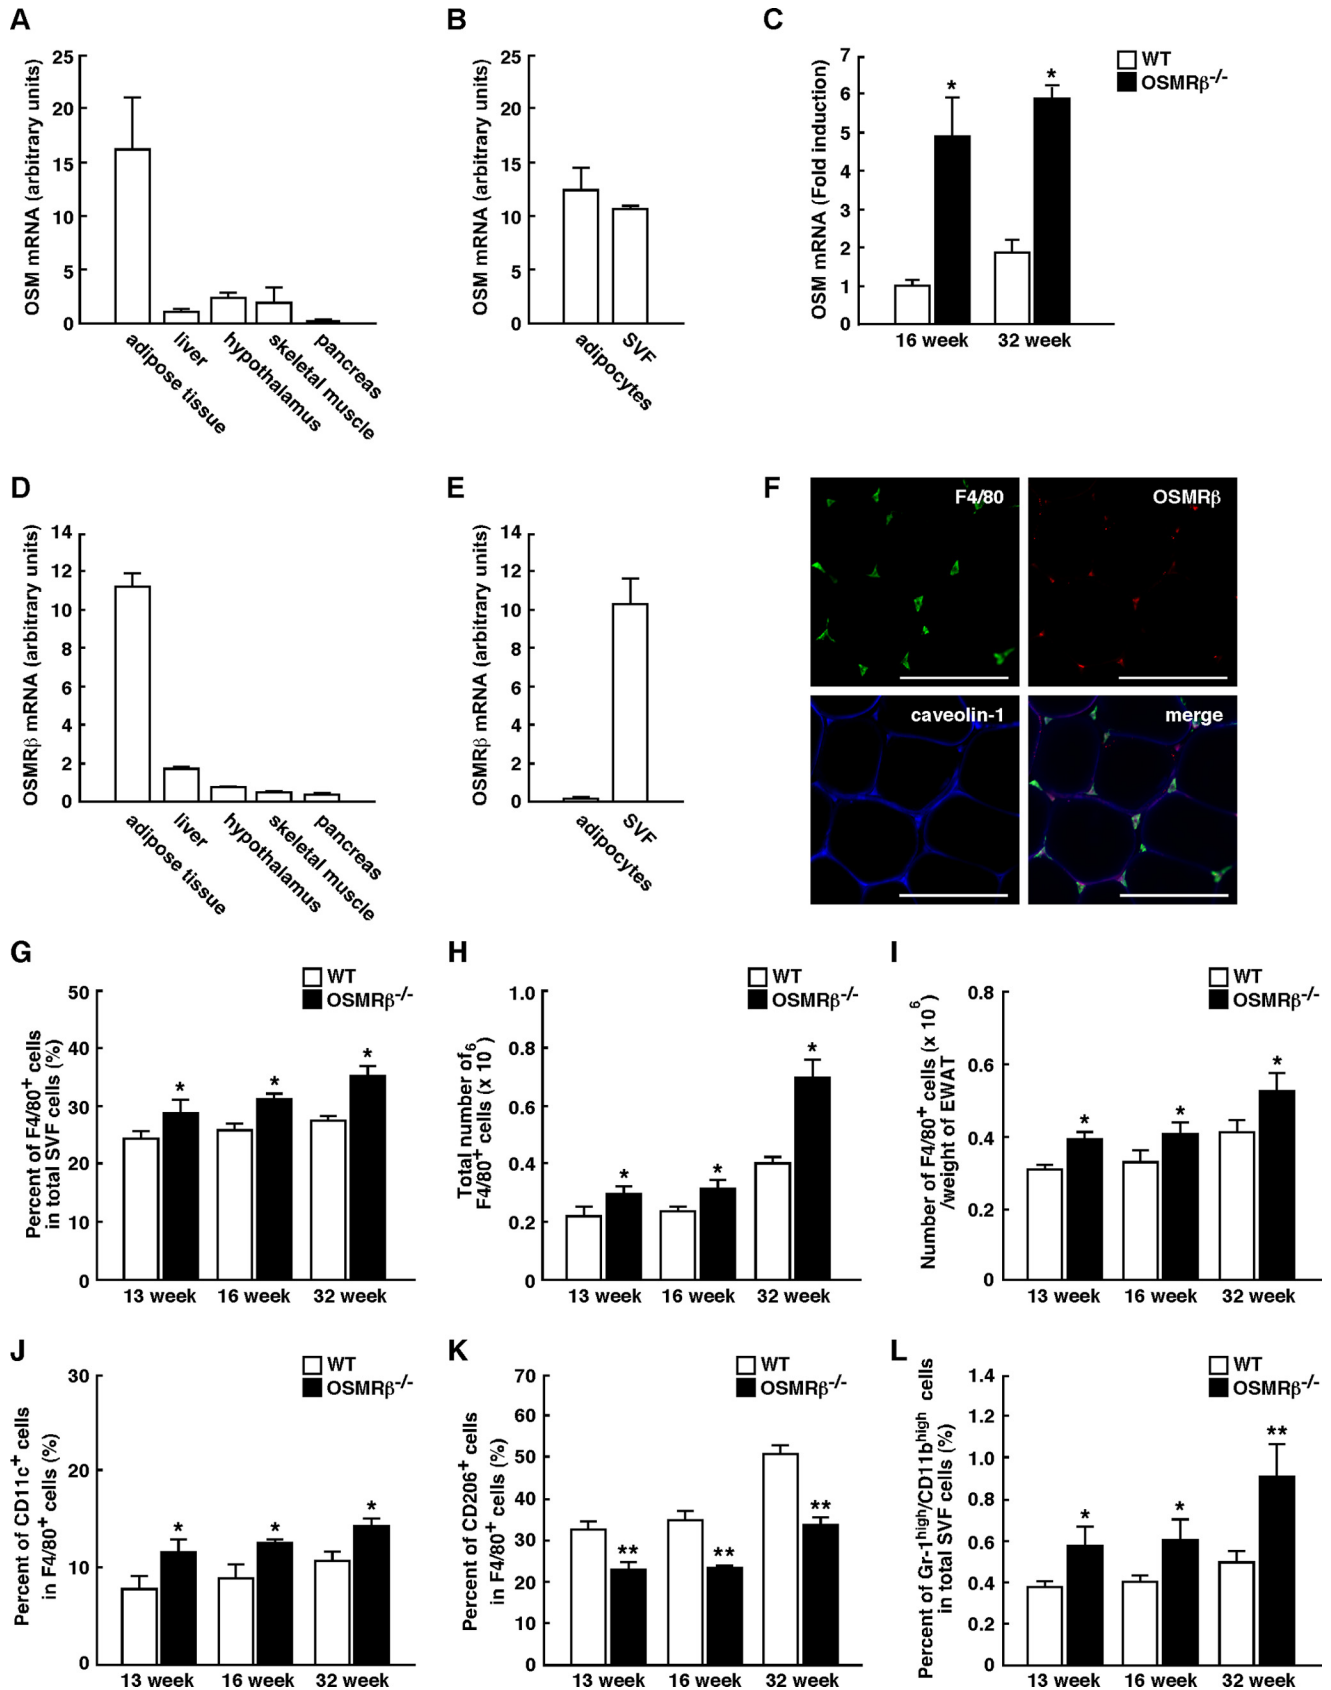 A
OSM mRNA (arbitrary units)
25
20
15
10
5
0
adipose tissue
liver
hypothalamus
skeletal muscle
pancreas
B
OSM mRNA (arbitrary units)
25
20
15
10
5
0
adipocytes
SVF
C
OSM mRNA (Fold induction)
7
6
5
4
3
2
1
0
*
*
16 week
32 week
WT
OSMRβ-/-
D
OSMRβ mRNA (arbitrary units)
14
12
10
8
6
4
2
0
adipose tissue
liver
hypothalamus
skeletal muscle
pancreas
E
OSMRβ mRNA (arbitrary units)
14
12
10
8
6
4
2
0
adipocytes
SVF
F
F4/80
OSMRβ
caveolin-1
merge
G
WT
OSMRβ-/-
Percent of F4/80+ cells
in total SVF cells (%)
50
40
30
20
10
0
*
*
*
13 week
16 week
32 week
H
WT
OSMRβ-/-
Total number of
F4/80+ cells (x 10 6)
1.0
0.8
0.6
0.4
0.2
0
*
*
*
13 week
16 week
32 week
I
WT
OSMRβ-/-
Number of F4/80+ cells (x 10 6)
/weight of EWAT
0.8
0.6
0.4
0.2
0
*
*
*
13 week
16 week
32 week
J
WT
OSMRβ-/-
Percent of CD11c+ cells
in F4/80+ cells (%)
30
20
10
0
*
*
*
13 week
16 week
32 week
K
WT
OSMRβ-/-
Percent of CD206+ cells
in F4/80+ cells (%)
70
60
50
40
30
20
10
0
**
**
**
13 week
16 week
32 week
L
WT
OSMRβ-/-
Percent of Gr-1high/CD11bhigh cells
in total SVF cells (%)
1.4
1.2
1.0
0.8
0.6
0.4
0.2
0
*
*
**
13 week
16 week
32 week